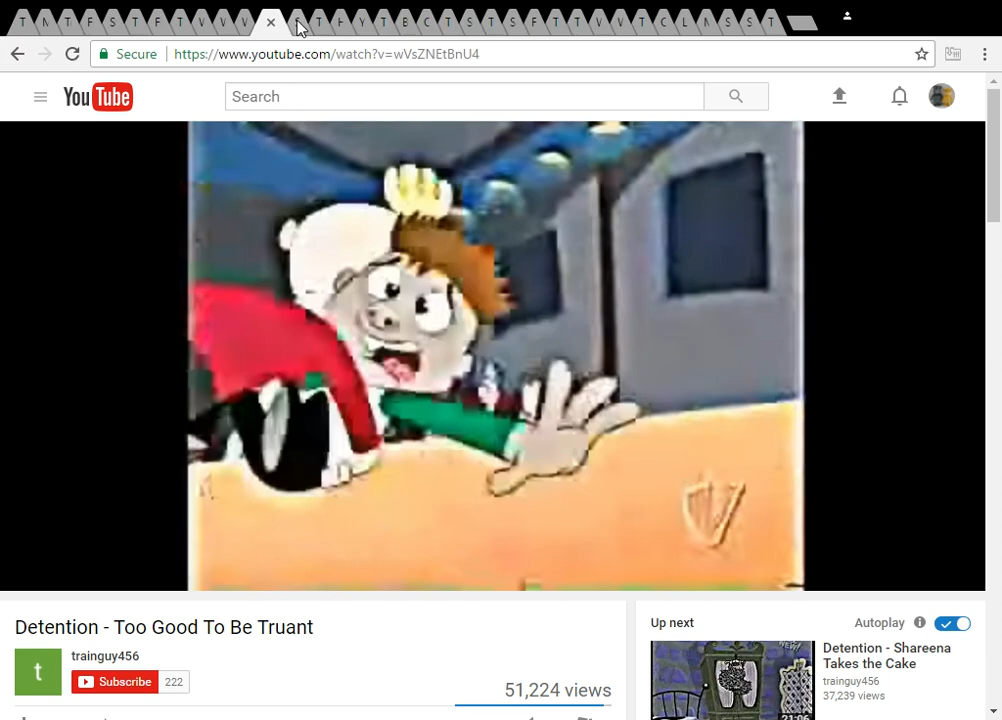 T N T F S T F T V V V S T H Y T B C T S T S F T T V V T C L N S S T
Secure https://www.youtube.com/watch?v=wVsZNEtBnU4
YouTube Search
Detention - Too Good To Be Truant
t trainguy456
Subscribe 222
51,224 views
Up next Autoplay
Detention - Shareena
Takes the Cake
trainguy456
37,239 views
NEW!
21:06